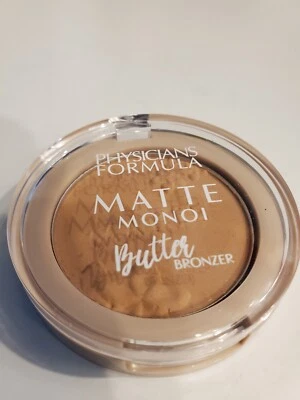 PHYSICIANS
FORMULA
MATTE
MONOI
Butter
BRONZER